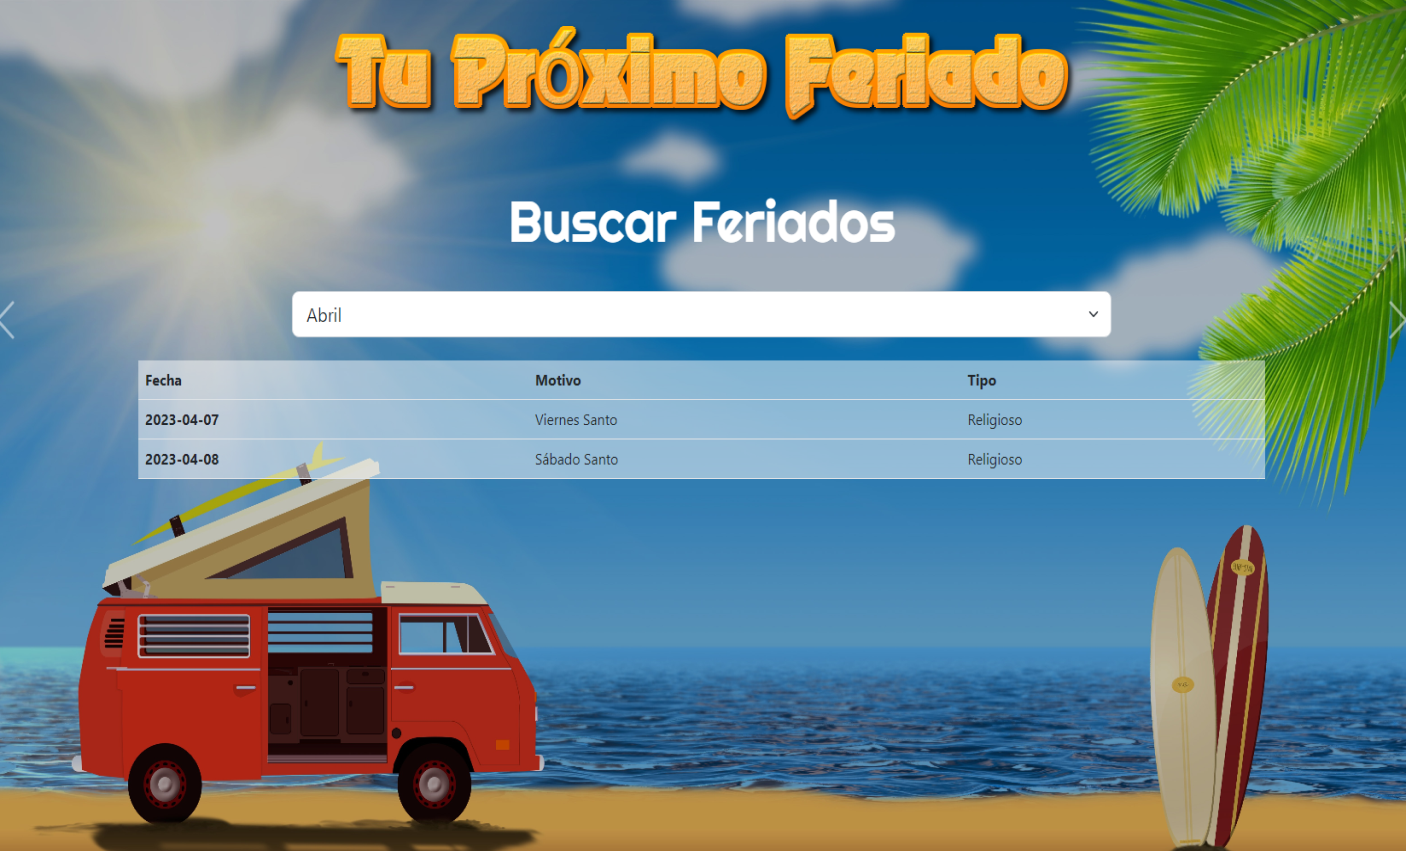 Tu Próximo Feriado
Buscar Feriados
Abril
Fecha Motivo Tipo
2023-04-07 Viernes Santo Religioso
2023-04-08 Sábado Santo Religioso